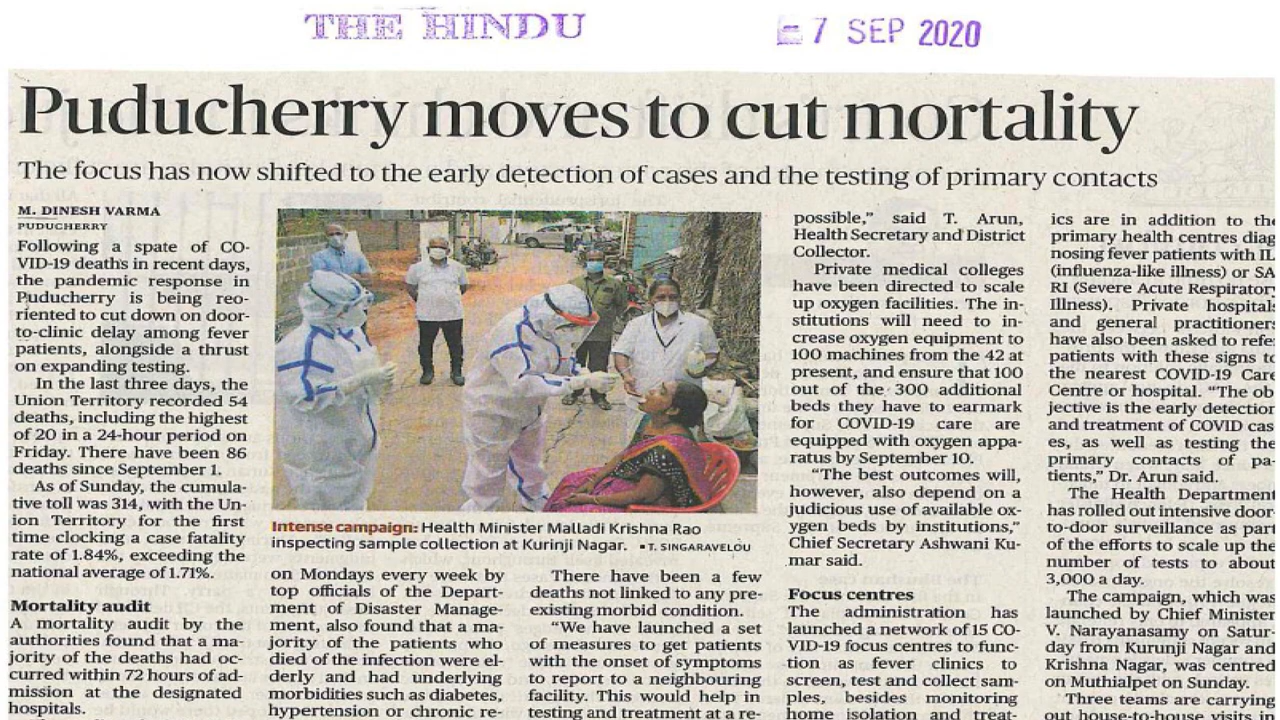 THE HINDU
7 SEP 2020
Puducherry moves to cut mortality
The focus has now shifted to the early detection of cases and the testing of primary contacts
M. DINESH VARMA
PUDUCHERRY
Following a spate of CO-
VID-19 deaths in recent days,
the pandemic response in
Puducherry is being reo-
riented to cut down on door-
to-clinic delay among fever
patients, alongside a thrust
on expanding testing.
In the last three days, the
Union Territory recorded 54
deaths, including the highest
of 20 in a 24-hour period on
Friday. There have been 86
deaths since September 1.
As of Sunday, the cumula-
tive toll was 314, with the Un-
ion Territory for the first
time clocking a case fatality
rate of 1.84%, exceeding the
national average of 1.71%.
Mortality audit
A mortality audit by the
authorities found that a ma-
jority of the deaths had oc-
curred within 72 hours of ad-
mission at the designated
hospitals.
Intense campaign: Health Minister Malladi Krishna Rao
inspecting sample collection at Kurinji Nagar. ▪ T. SINGARAVELOU
on Mondays every week by
top officials of the Depart-
ment of Disaster Manage-
ment, also found that a ma-
jority of the patients who
died of the infection were el-
derly and had underlying
morbidities such as diabetes,
hypertension or chronic re-
There have been a few
deaths not linked to any pre-
existing morbid condition.
"We have launched a set
of measures to get patients
with the onset of symptoms
to report to a neighbouring
facility. This would help in
testing and treatment at a re-
possible," said T. Arun,
Health Secretary and District
Collector.
Private medical colleges
have been directed to scale
up oxygen facilities. The in-
stitutions will need to in-
crease oxygen equipment to
100 machines from the 42 at
present, and ensure that 100
out of the 300 additional
beds they have to earmark
for COVID-19 care are
equipped with oxygen appa-
ratus by September 10.
"The best outcomes will,
however, also depend on a
judicious use of available ox-
ygen beds by institutions,"
Chief Secretary Ashwani Ku-
mar said.
Focus centres
The administration has
launched a network of 15 CO-
VID-19 focus centres to func-
tion as fever clinics to
screen, test and collect sam-
ples, besides monitoring
home isolation and treat-
ics are in addition to the
primary health centres diag
nosing fever patients with IL
(influenza-like illness) or SA
RI (Severe Acute Respiratory
Illness). Private hospitals
and general practitioners
have also been asked to refe
patients with these signs to
the nearest COVID-19 Care
Centre or hospital. "The ob
jective is the early detection
and treatment of COVID cas
es, as well as testing the
primary contacts of pa-
tients," Dr. Arun said.
The Health Department
has rolled out intensive door-
to-door surveillance as part
of the efforts to scale up the
number of tests to about
3,000 a day.
The campaign, which was
launched by Chief Minister
V. Narayanasamy on Satur-
day from Kurunji Nagar and
Krishna Nagar, was centred
on Muthialpet on Sunday.
Three teams are carrying
out house-to-house visits in